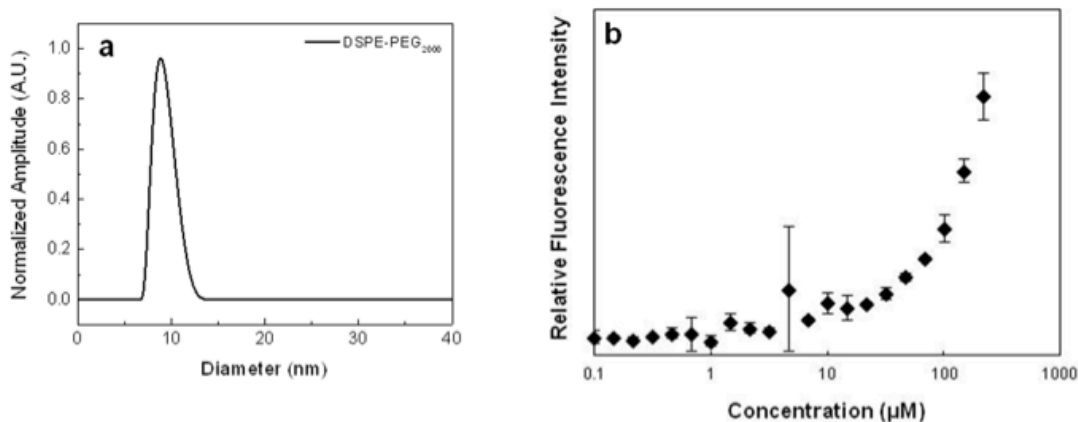 a
DSPE-PEG2000
Normalized Amplitude (A.U.)
1.0
0.8
0.6
0.4
0.2
0.0
0 10 20 30 40
Diameter (nm)
b
Relative Fluorescence Intensity
0.1 1 10 100 1000
Concentration (µM)